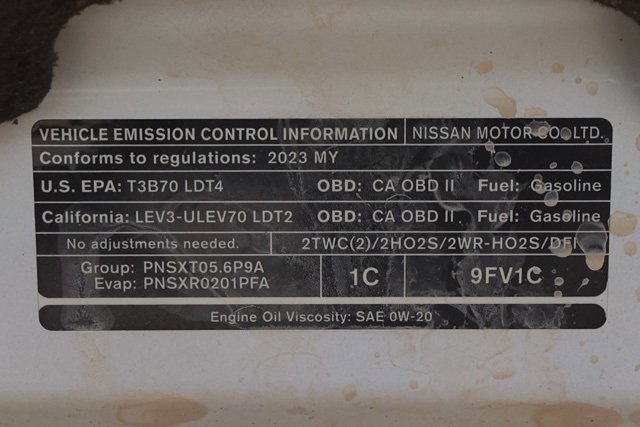 VEHICLE EMISSION CONTROL INFORMATION NISSAN MOTOR CO., LTD.
Conforms to regulations: 2023 MY
U.S. EPA: T3B70 LDT4 OBD: CA OBD II Fuel: Gasoline
California: LEV3-ULEV70 LDT2 OBD: CA OBD II Fuel: Gasoline
No adjustments needed. 2TWC(2)/2HO2S/2WR-HO2S/DFI
Group: PNSXT05.6P9A 1C 9FV1C
Evap: PNSXR0201PFA
Engine Oil Viscosity: SAE 0W-20